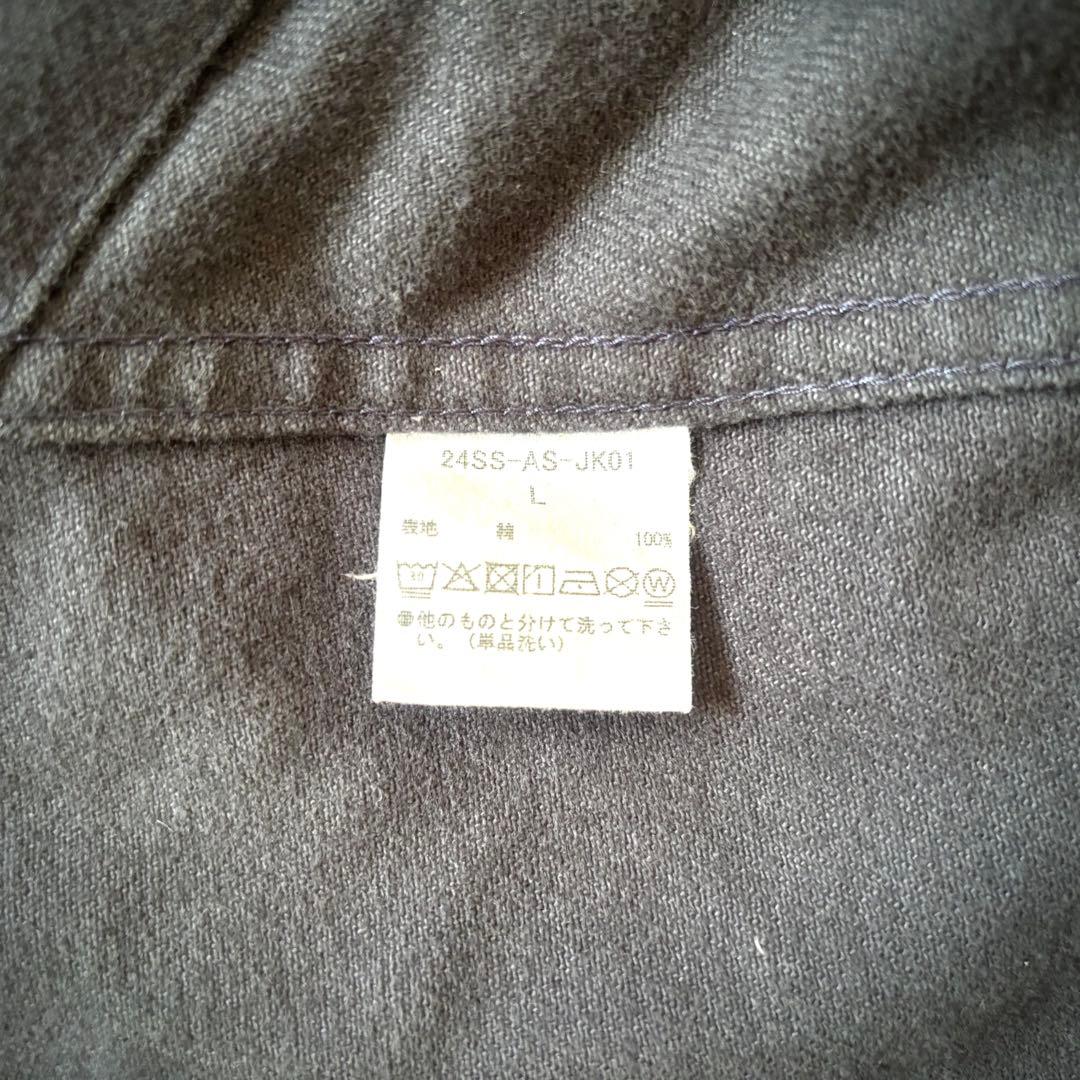 24SS-AS-JK01
L
表地 綿 100%
30 W
●他のものと分けて洗って下さ
い。（単品洗い）